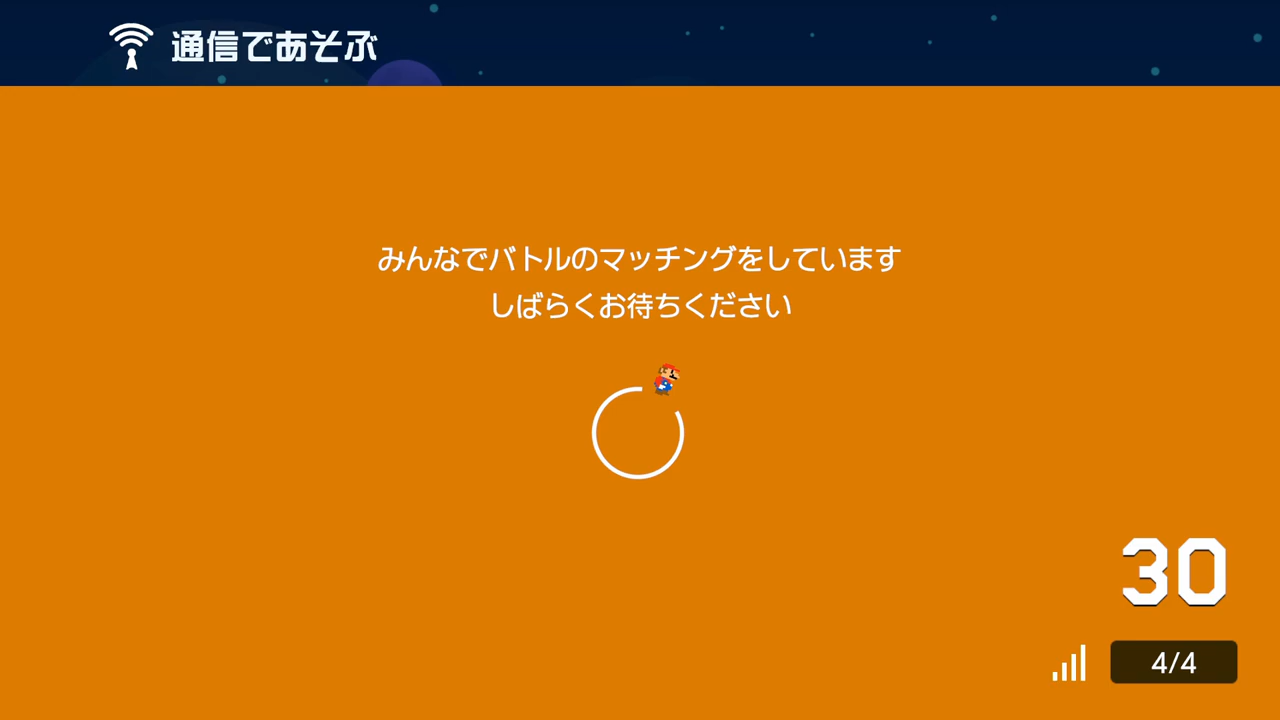 通信であそぶ
みんなでバトルのマッチングをしています
しばらくお待ちください
30
4/4